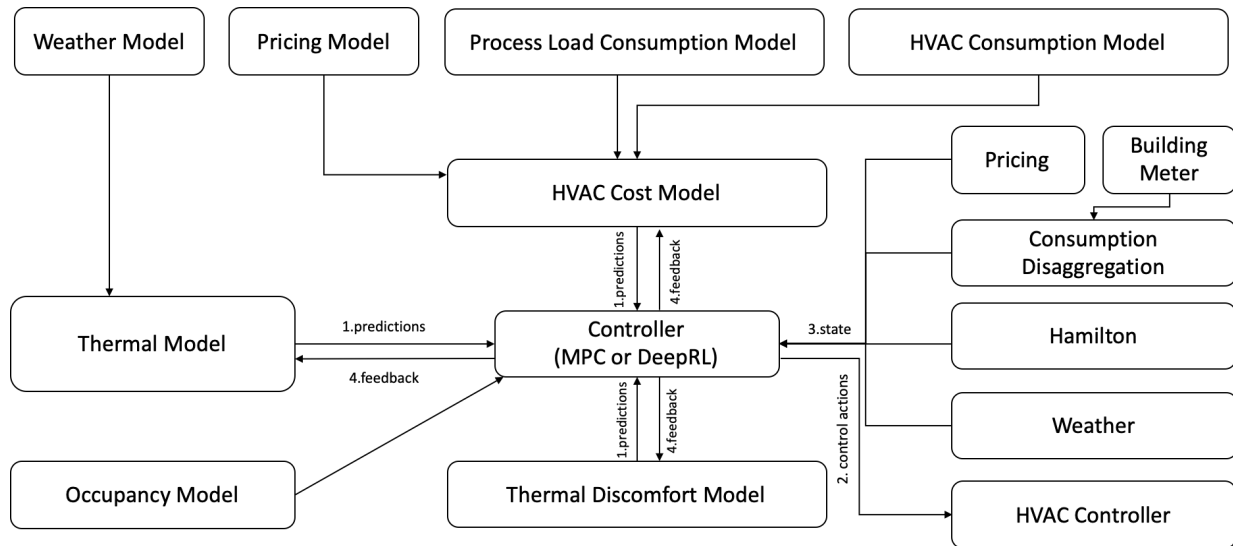 Weather Model
Pricing Model
Process Load Consumption Model
HVAC Consumption Model
Pricing
Building
Meter
HVAC Cost Model
Consumption
Disaggregation
1.predictions
4.feedback
Thermal Model
1.predictions
4.feedback
Controller
(MPC or DeepRL)
3.state
Hamilton
1.predictions
4.feedback
2. control actions
Weather
Occupancy Model
Thermal Discomfort Model
HVAC Controller